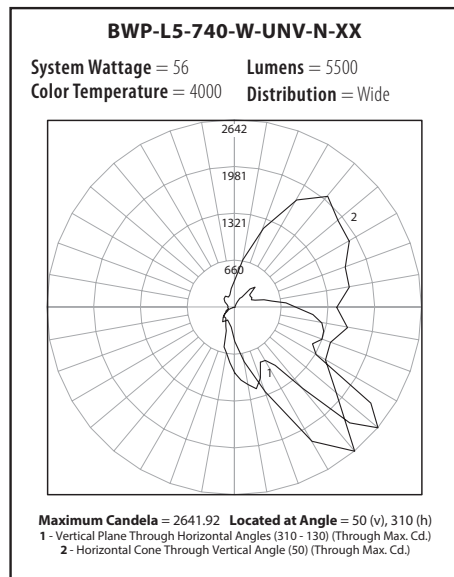 BWP-L5-740-W-UNV-N-XX
System Wattage = 56 Lumens = 5500
Color Temperature = 4000 Distribution = Wide
2642
1981
1321
660
2
1
Maximum Candela = 2641.92 Located at Angle = 50 (v), 310 (h)
1 - Vertical Plane Through Horizontal Angles (310 - 130) (Through Max. Cd.)
2 - Horizontal Cone Through Vertical Angle (50) (Through Max. Cd.)